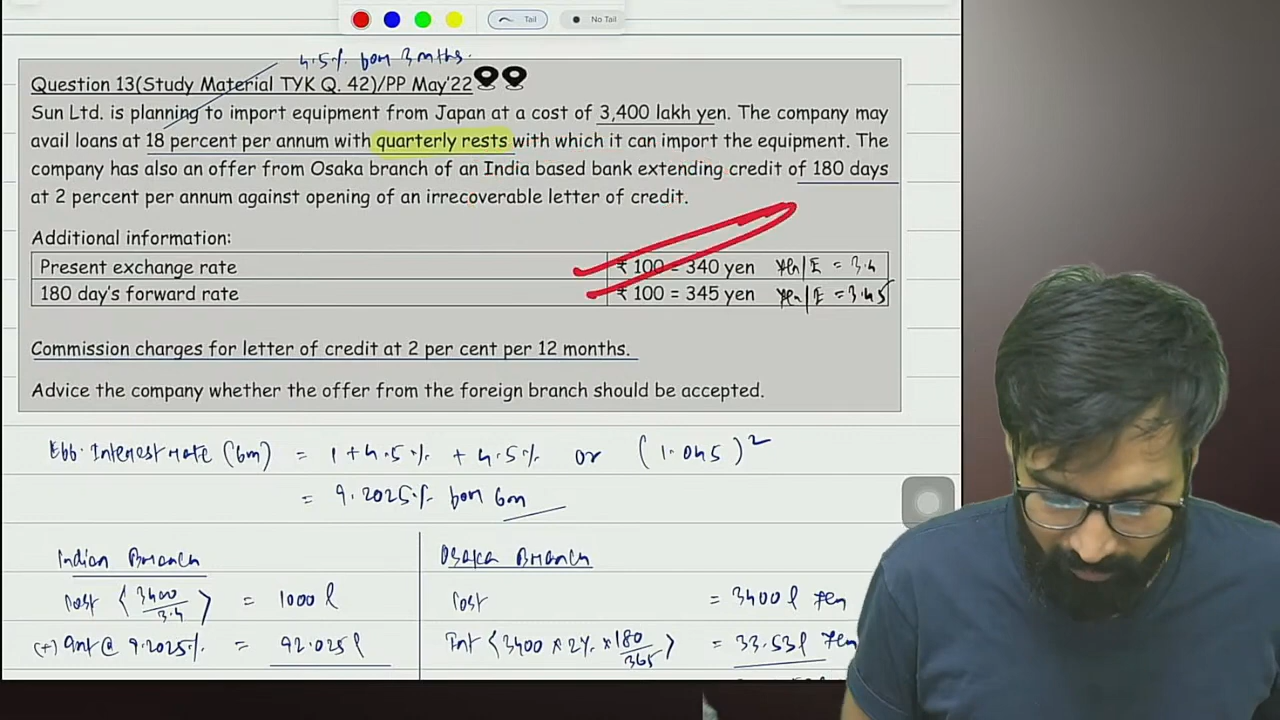 Tail
No Tail
4.5% for 3 mths.
Question 13(Study Material TYK Q. 42)/PP May'22
Sun Ltd. is planning to import equipment from Japan at a cost of 3,400 lakh yen. The company may
avail loans at 18 percent per annum with quarterly rests with which it can import the equipment. The
company has also an offer from Osaka branch of an India based bank extending credit of 180 days
at 2 percent per annum against opening of an irrecoverable letter of credit.
Additional information:
Present exchange rate ₹ 100 = 340 yen Yen/₹ = 3.4
180 day's forward rate ₹ 100 = 345 yen Yen/₹ = 3.45
Commission charges for letter of credit at 2 per cent per 12 months.
Advice the company whether the offer from the foreign branch should be accepted.
Eff. Interest rate (6m) = 1 + 4.5% + 4.5% or (1.045)²
= 9.2025% for 6m
Indian Branch
Osaka Branch
Cost <3400/3.4> = 1000 l
Cost = 3400 l Yen
(+) Int @ 9.2025% = 92.025 l
Int <3400 × 2% × 180/365> = 33.53 l Yen